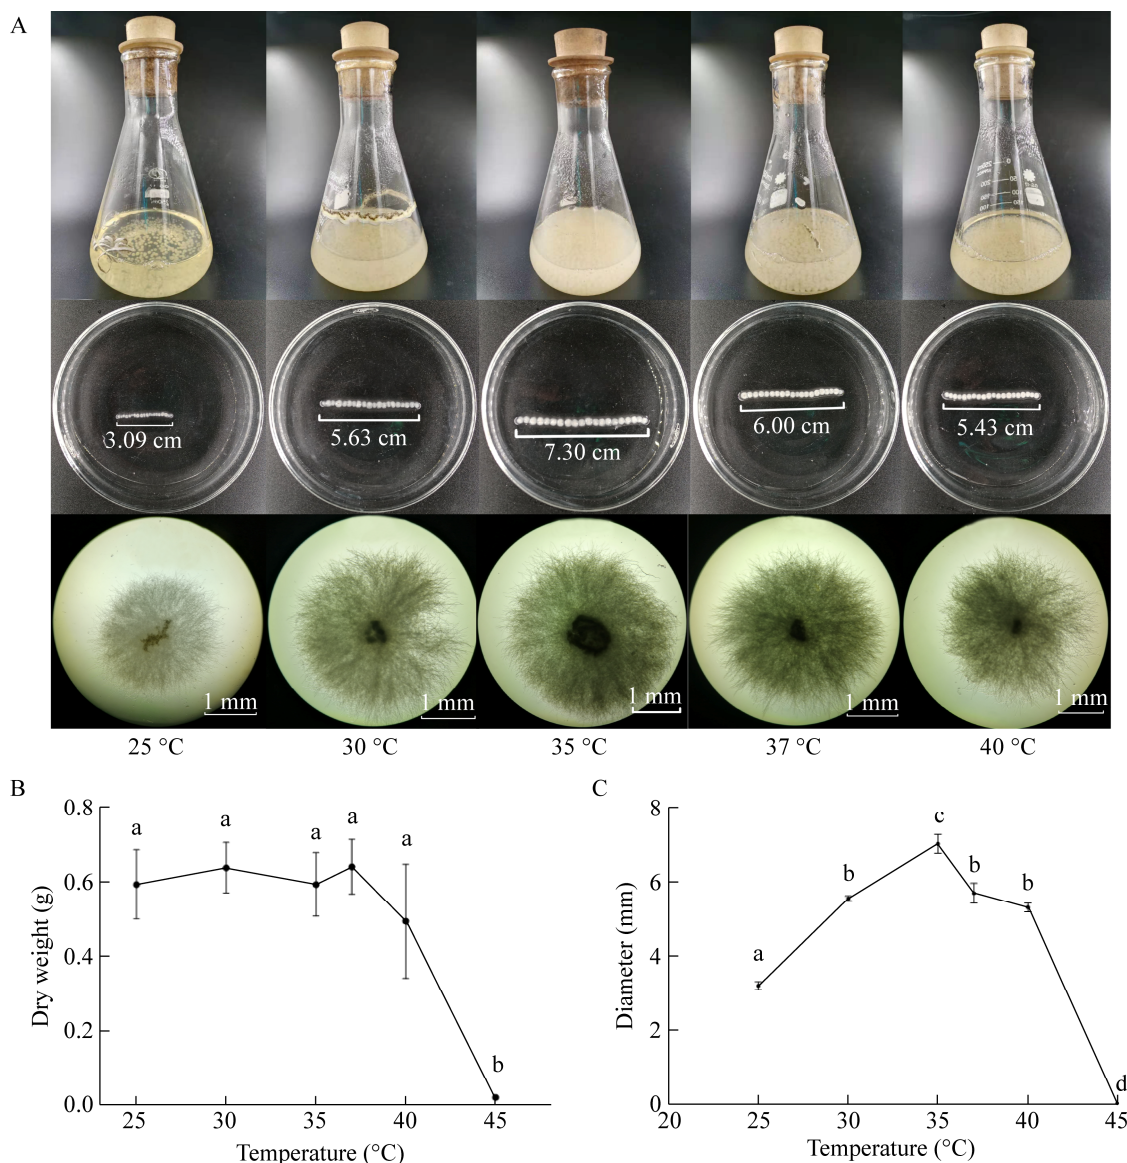 A
3.09 cm
5.63 cm
7.30 cm
6.00 cm
5.43 cm
1 mm
1 mm
1 mm
1 mm
1 mm
25 °C
30 °C
35 °C
37 °C
40 °C
B
0.8
0.6
0.4
0.2
0.0
Dry weight (g)
a
a
a
a
a
b
25
30
35
40
45
Temperature (°C)
C
8
6
4
2
0
Diameter (mm)
a
b
c
b
b
d
20
25
30
35
40
45
Temperature (°C)